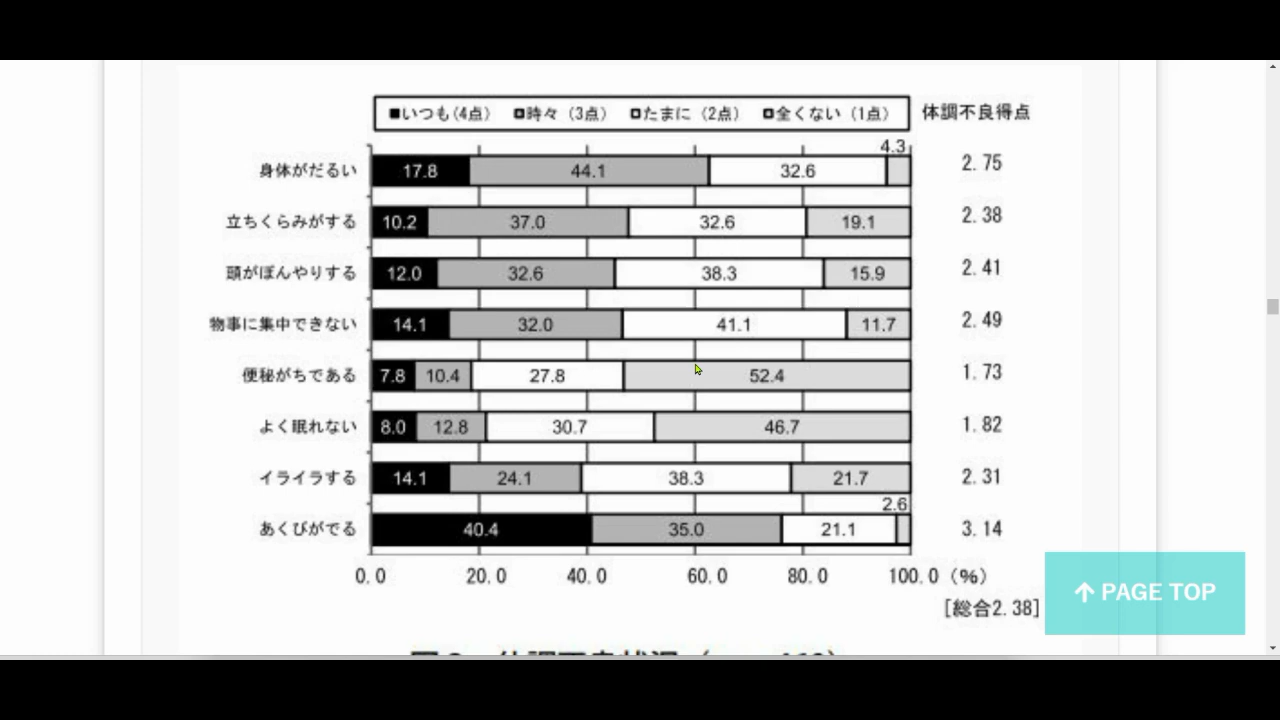 ■いつも(4点) ■時々(3点) □たまに(2点) □全くない(1点) 体調不良得点
4.3
身体がだるい 17.8 44.1 32.6 2.75
立ちくらみがする 10.2 37.0 32.6 19.1 2.38
頭がぼんやりする 12.0 32.6 38.3 15.9 2.41
物事に集中できない 14.1 32.0 41.1 11.7 2.49
便秘がちである 7.8 10.4 27.8 52.4 1.73
よく眠れない 8.0 12.8 30.7 46.7 1.82
イライラする 14.1 24.1 38.3 21.7 2.31
2.6
あくびがでる 40.4 35.0 21.1 3.14
0.0 20.0 40.0 60.0 80.0 100.0 (%)
↑ PAGE TOP
[総合2.38]